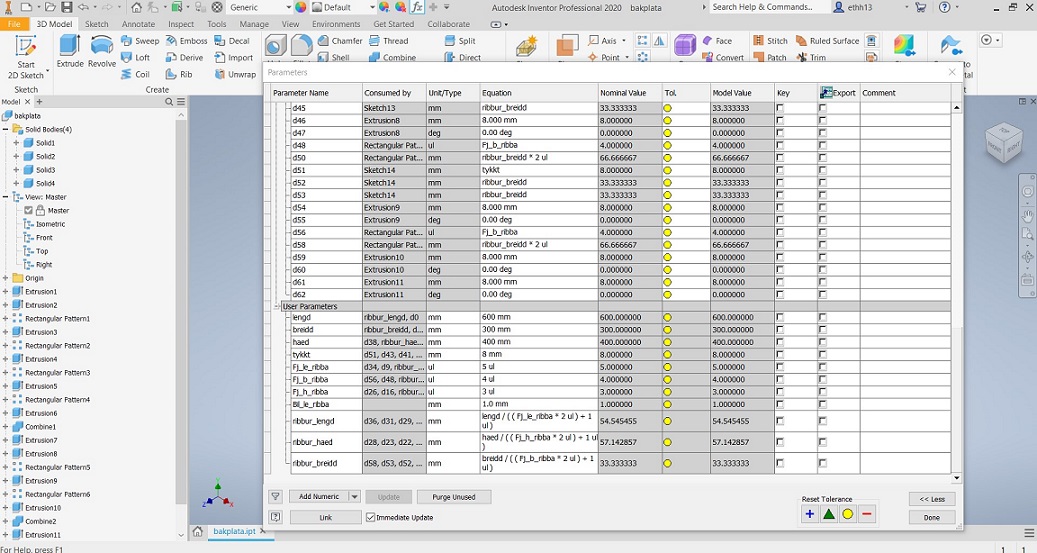 Generic
Default
Autodesk Inventor Professional 2020 bakplata
Search Help & Commands...
ethh13
File 3D Model Sketch Annotate Inspect Tools Manage View Environments Get Started Collaborate
Start
2D Sketch
Extrude
Revolve
Sweep
Loft
Coil
Emboss
Derive
Rib
Decal
Import
Unwrap
Chamfer
Shell
Thread
Combine
Split
Direct
Axis
Point
Face
Convert
Stitch
Patch
Ruled Surface
Sketch
Create
Model
bakplata
Solid Bodies(4)
Solid1
Solid2
Solid3
Solid4
View: Master
Master
Isometric
Front
Top
Right
Origin
Extrusion1
Extrusion2
Rectangular Pattern1
Extrusion3
Rectangular Pattern2
Extrusion4
Rectangular Pattern3
Extrusion5
Rectangular Pattern4
Extrusion6
Combine1
Extrusion7
Extrusion8
Rectangular Pattern5
Extrusion9
Rectangular Pattern6
Extrusion10
Combine2
Extrusion11
Parameters
Parameter Name Consumed by Unit/Type Equation Nominal Value Tol. Model Value Key Export Comment
d45 Sketch13 mm ribbur_breidd 33.333333 33.333333
d46 Extrusion8 mm 8.000 mm 8.000000 8.000000
d47 Extrusion8 deg 0.00 deg 0.000000 0.000000
d48 Rectangular Pat... ul Fj_b_ribba 4.000000 4.000000
d50 Rectangular Pat... mm ribbur_breidd * 2 ul 66.666667 66.666667
d51 Sketch14 mm tykkt 8.000000 8.000000
d52 Sketch14 mm ribbur_breidd 33.333333 33.333333
d53 Sketch14 mm ribbur_breidd 33.333333 33.333333
d54 Extrusion9 mm 8.000 mm 8.000000 8.000000
d55 Extrusion9 deg 0.00 deg 0.000000 0.000000
d56 Rectangular Pat... ul Fj_b_ribba 4.000000 4.000000
d58 Rectangular Pat... mm ribbur_breidd * 2 ul 66.666667 66.666667
d59 Extrusion10 mm 8.000 mm 8.000000 8.000000
d60 Extrusion10 deg 0.00 deg 0.000000 0.000000
d61 Extrusion11 mm 8.000 mm 8.000000 8.000000
d62 Extrusion11 deg 0.00 deg 0.000000 0.000000
User Parameters
lengd ribbur_lengd, d0 mm 600 mm 600.000000 600.000000
breidd ribbur_breidd, d... mm 300 mm 300.000000 300.000000
haed d38, ribbur_hae... mm 400 mm 400.000000 400.000000
tykkt d51, d43, d41, ... mm 8 mm 8.000000 8.000000
Fj_le_ribba d34, d9, ribbur_... ul 5 ul 5.000000 5.000000
Fj_b_ribba d56, d48, ribbur... ul 4 ul 4.000000 4.000000
Fj_h_ribba d26, d16, ribbur... ul 3 ul 3.000000 3.000000
Bil_le_ribba mm 1.0 mm 1.000000 1.000000
ribbur_lengd d36, d31, d29, ... mm lengd / ( ( Fj_le_ribba * 2 ul ) + 1 ul ) 54.545455 54.545455
ribbur_haed d28, d23, d22, ... mm haed / ( ( Fj_h_ribba * 2 ul ) + 1 ul ) 57.142857 57.142857
ribbur_breidd d58, d53, d52, ... mm breidd / ( ( Fj_b_ribba * 2 ul ) + 1 ul ) 33.333333 33.333333
Add Numeric Update Purge Unused
Link Immediate Update
Reset Tolerance
<< Less
Done
FRONT RIGHT
bakplata.ipt
For Help, press F1
1 1